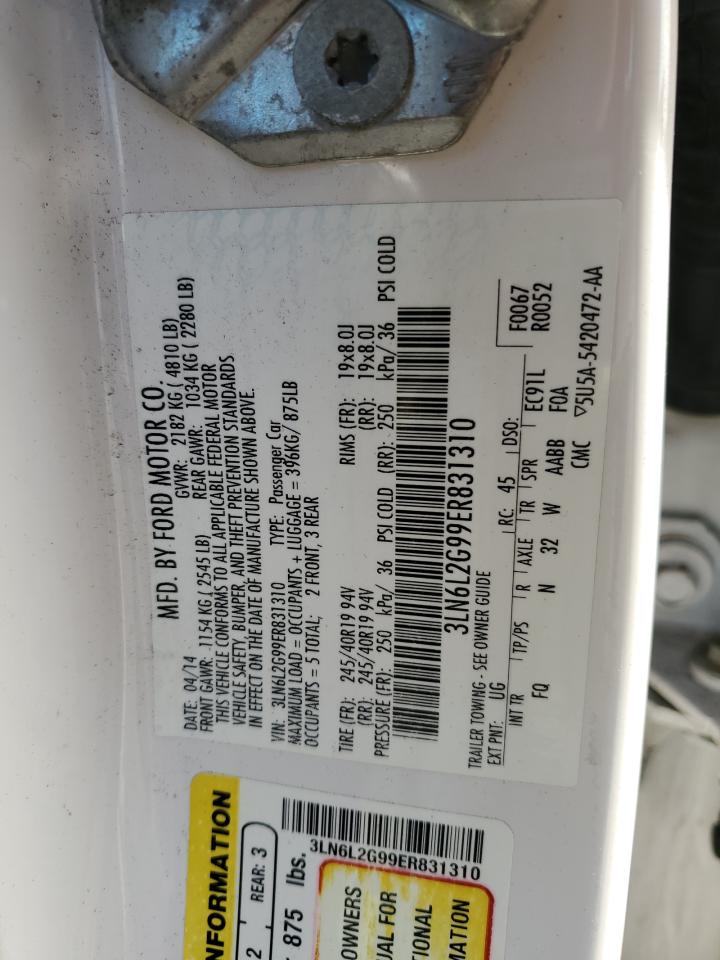 MFD. BY FORD MOTOR CO.
DATE: 04/14 GVWR: 2182 KG ( 4810 LB)
FRONT GAWR: 1154 KG ( 2545 LB) REAR GAWR: 1034 KG ( 2280 LB)
THIS VEHICLE CONFORMS TO ALL APPLICABLE FEDERAL MOTOR
VEHICLE SAFETY, BUMPER, AND THEFT PREVENTION STANDARDS
IN EFFECT ON THE DATE OF MANUFACTURE SHOWN ABOVE.
VIN: 3LN6L2G99ER831310 TYPE: Passenger Car
MAXIMUM LOAD = OCCUPANTS + LUGGAGE = 396KG/ 875LB
OCCUPANTS = 5 TOTAL; 2 FRONT, 3 REAR
TIRE (FR): 245/40R19 94V RIMS (FR): 19x8.0J
(RR): 245/40R19 94V (RR): 19x8.0J
PRESSURE (FR): 250 kPa/ 36 PSI COLD (RR): 250 kPa/ 36 PSI COLD
3LN6L2G99ER831310
TRAILER TOWING - SEE OWNER GUIDE
EXT PNT: UG RC: 45 DSO: F0067
R0052
INT TR TP/PS R AXLE TR SPR EC91L
FQ N 32 W AABB FOA
CMC ▽5U5A-5420472-AA
NFORMATION
2 REAR: 3
875 lbs.
3LN6L2G99ER831310
OWNERS
UAL FOR
IONAL
MATION